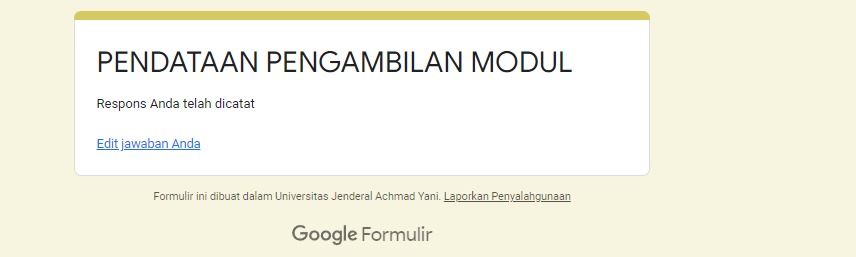 PENDATAAN PENGAMBILAN MODUL
Respons Anda telah dicatat
Edit jawaban Anda
Formulir ini dibuat dalam Universitas Jenderal Achmad Yani. Laporkan Penyalahgunaan
Google Formulir